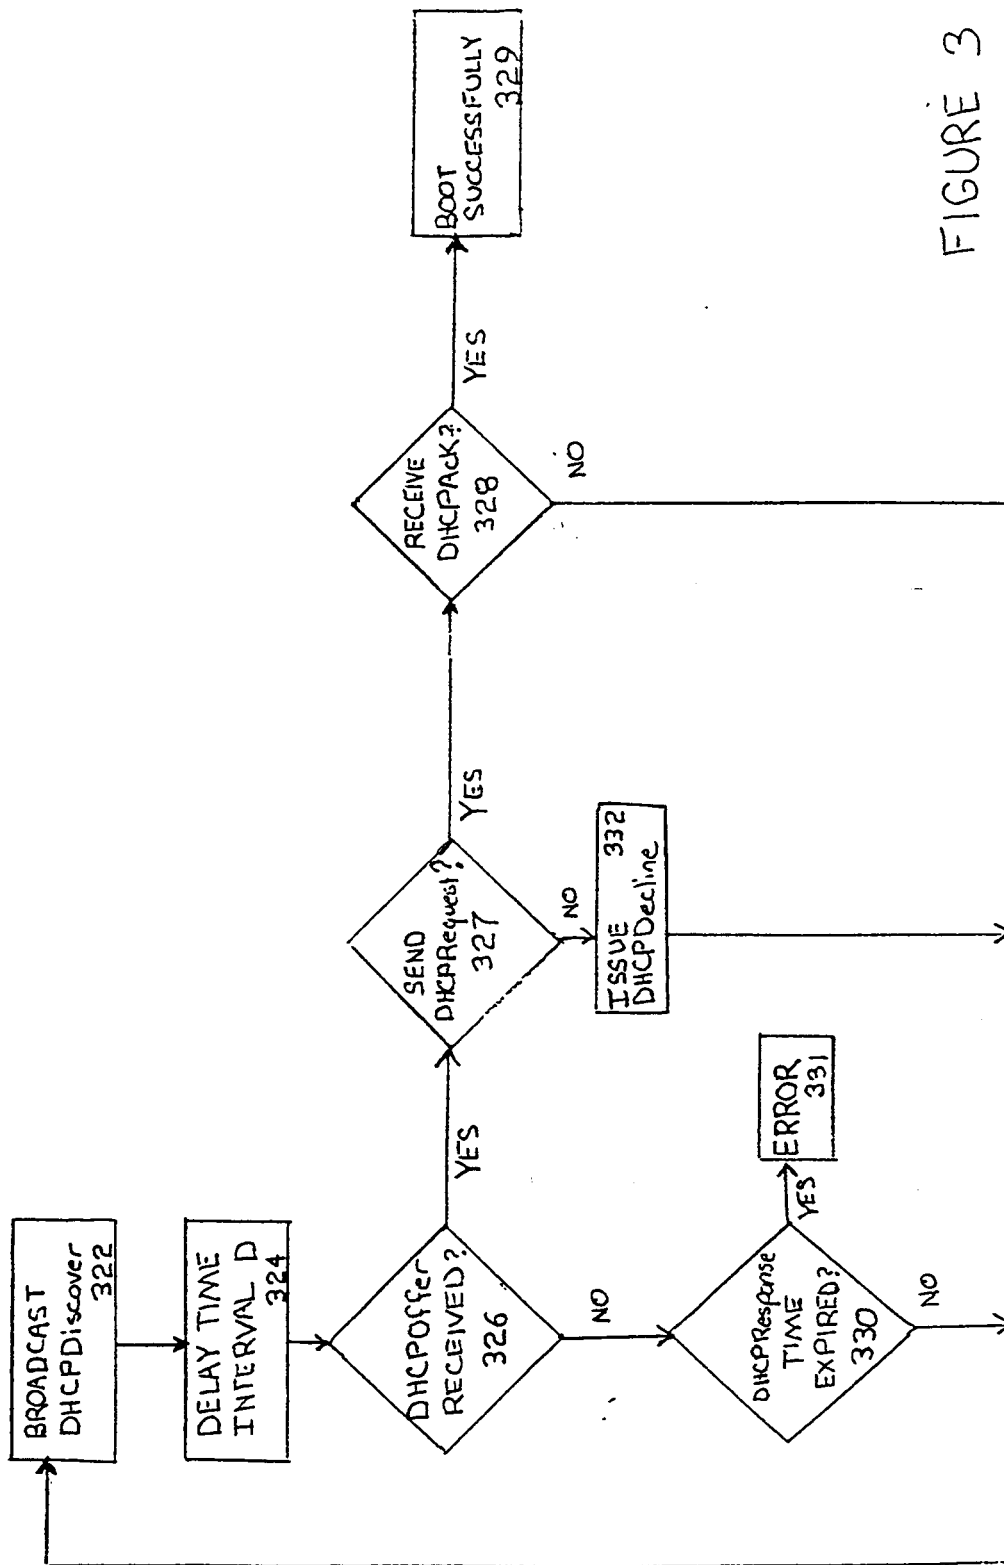 BROADCAST
DHCPDiscover
322
DELAY TIME
INTERVAL D
324
DHCPOffer
RECEIVED?
326
YES
NO
SEND
DHCPRequest?
327
YES
NO
RECEIVE
DHCPAck?
328
YES
NO
BOOT
SUCCESSFULLY
329
ISSUE 332
DHCPDecline
DHCPResponse
TIME
EXPIRED?
330
YES
NO
ERROR
331
FIGURE 3